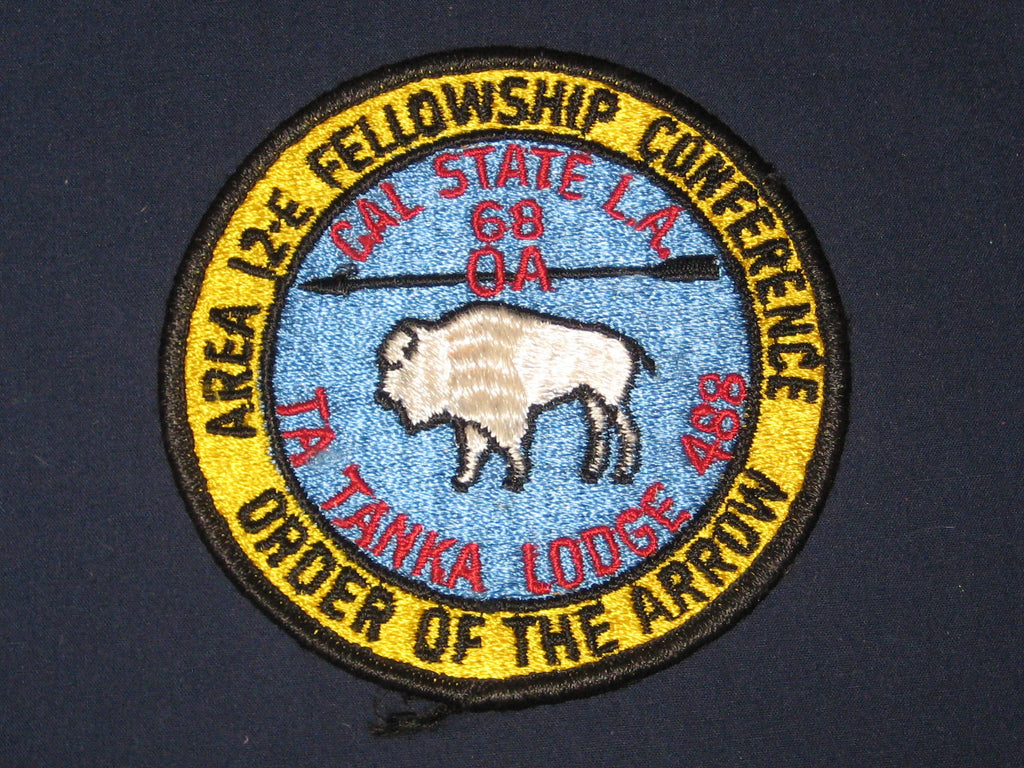 AREA 12-E FELLOWSHIP CONFERENCE
CAL STATE L.A.
68
OA
TA TANKA LODGE 488
ORDER OF THE ARROW